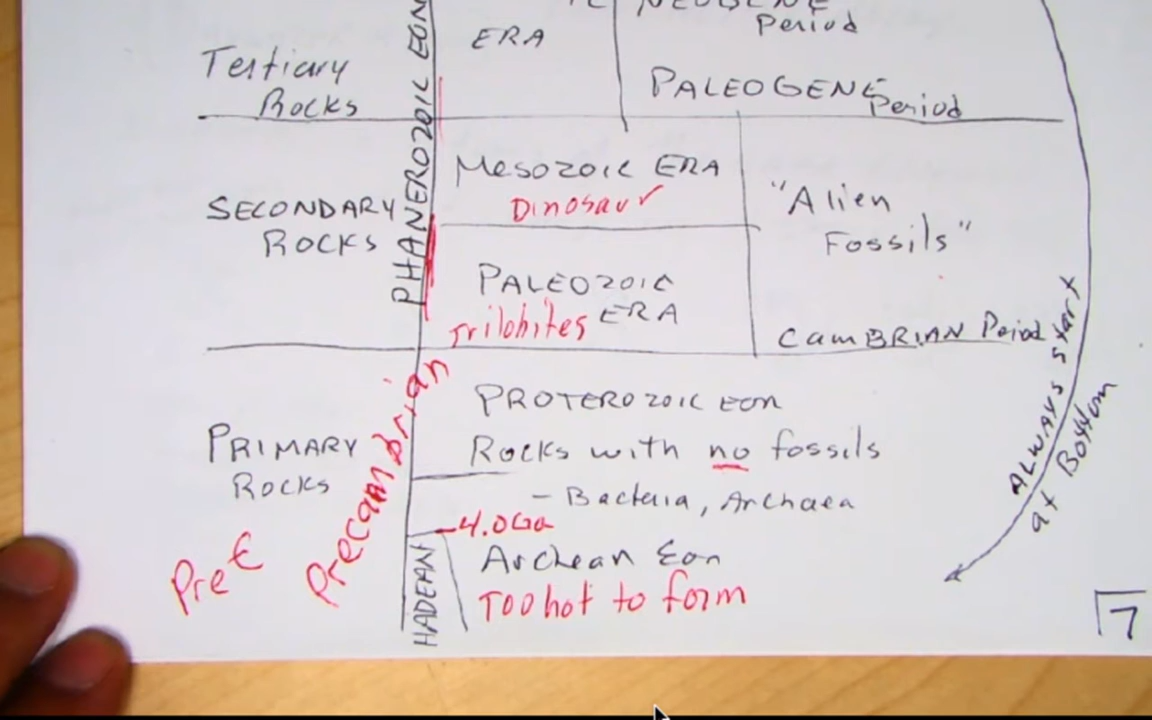 ERA
Period
PALEOGENE Period
Tertiary
Rocks
PHANEROZOIC EON
MESOZOIC ERA
Dinosaur
SECONDARY
ROCKS
"Alien
Fossils"
PALEOZOIC
ERA
Trilobites
CamBRIAN Period
PROTEROZOIC EON
Rocks with no fossils
- Bacteria, Archaea
PRIMARY
ROCKS
Precambrian
Pre€
4.0Ga
HADEAN
Archean Eon
Too hot to form
ALWAYS start
at Bottom
7